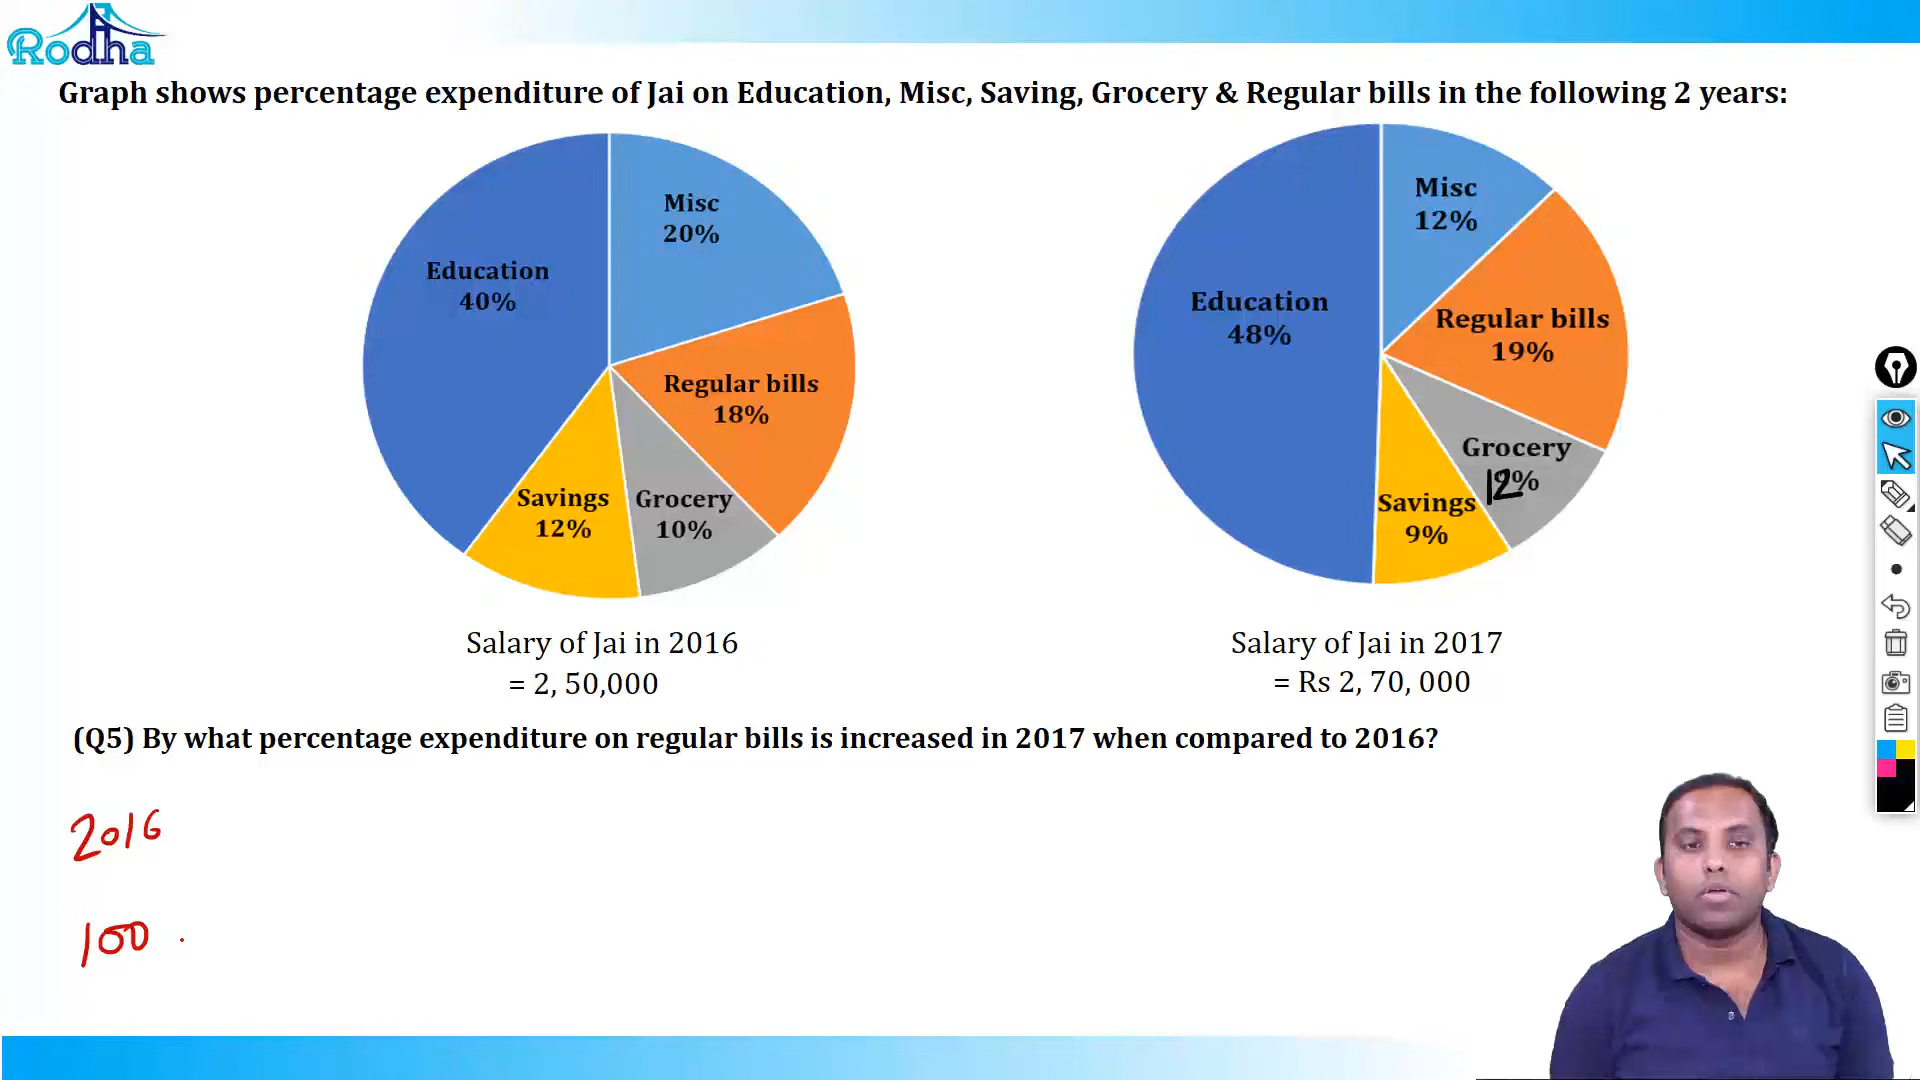 Rodha
Graph shows percentage expenditure of Jai on Education, Misc, Saving, Grocery & Regular bills in the following 2 years:
Misc
20%
Education
40%
Regular bills
18%
Savings
12%
Grocery
10%
Misc
12%
Education
48%
Regular bills
19%
Grocery
12%
Savings
9%
Salary of Jai in 2016
= 2, 50,000
Salary of Jai in 2017
= Rs 2, 70, 000
(Q5) By what percentage expenditure on regular bills is increased in 2017 when compared to 2016?
2016
100